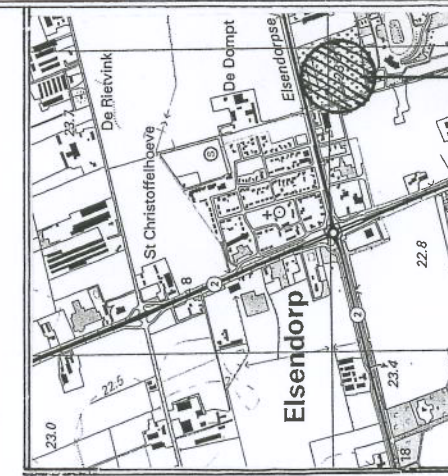 De Rietvink
23.7
St Christoffelhoeve
De Dompt
Elsendorpse
S
8
2
Elsendorp
22.8
2
22.5
23.0
23.4
18